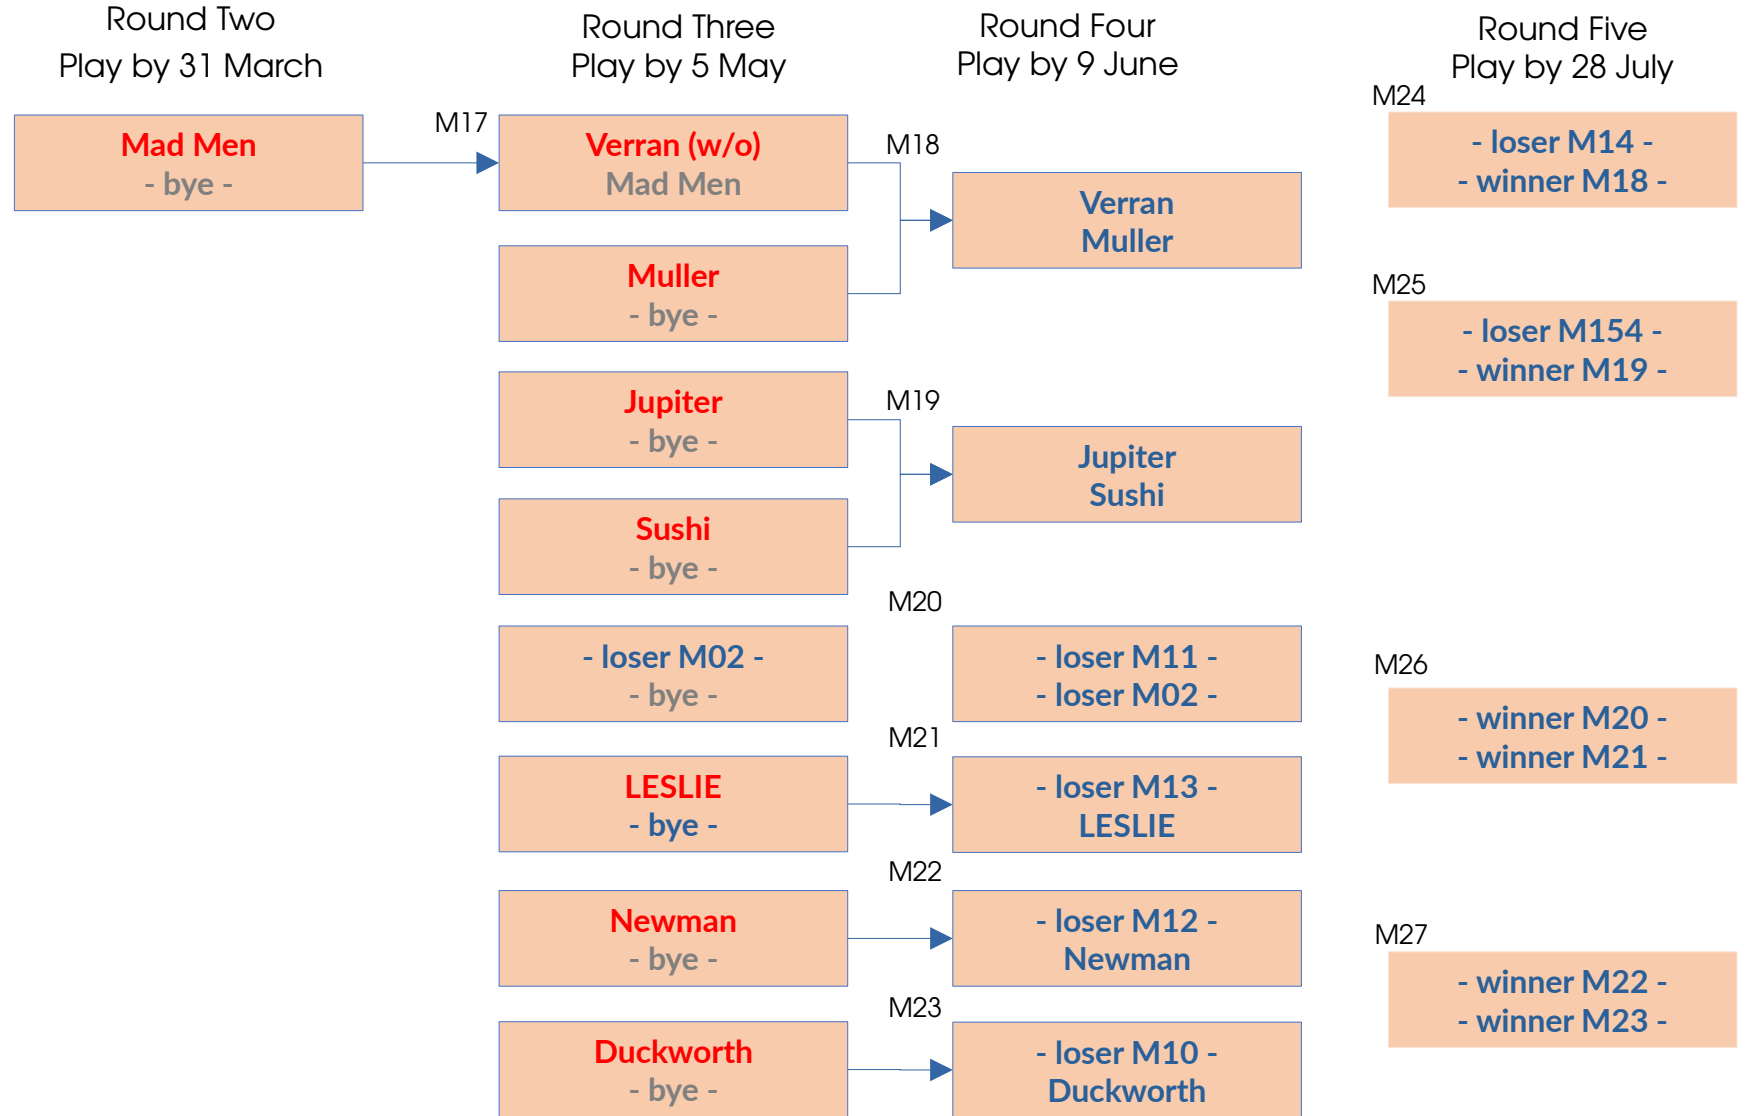 Round Two
Play by 31 March
Round Three
Play by 5 May
Round Four
Play by 9 June
Round Five
Play by 28 July
Mad Men
- bye -
M17
Verran (w/o)
Mad Men
Muller
- bye -
Jupiter
- bye -
Sushi
- bye -
- loser M02 -
- bye -
LESLIE
- bye -
Newman
- bye -
Duckworth
- bye -
M18
Verran
Muller
M19
Jupiter
Sushi
M20
- loser M11 -
- loser M02 -
M21
- loser M13 -
LESLIE
M22
- loser M12 -
Newman
M23
- loser M10 -
Duckworth
M24
- loser M14 -
- winner M18 -
M25
- loser M154 -
- winner M19 -
M26
- winner M20 -
- winner M21 -
M27
- winner M22 -
- winner M23 -